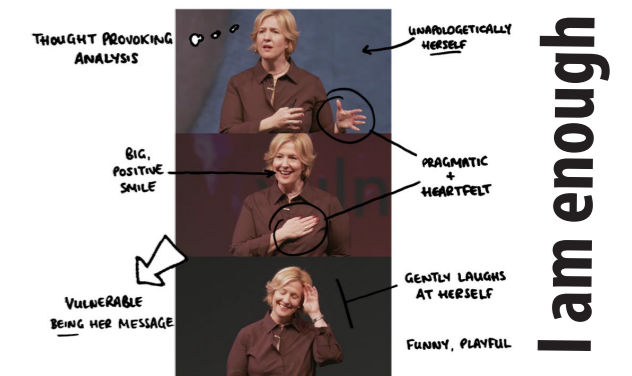 THOUGHT PROVOKING
ANALYSIS
UNAPOLOGETICALLY
HERSELF
BIG,
POSITIVE
SMILE
PRAGMATIC
+
HEARTFELT
VULNERABLE
BEING HER MESSAGE
GENTLY LAUGHS
AT HERSELF
FUNNY, PLAYFUL
I am enough